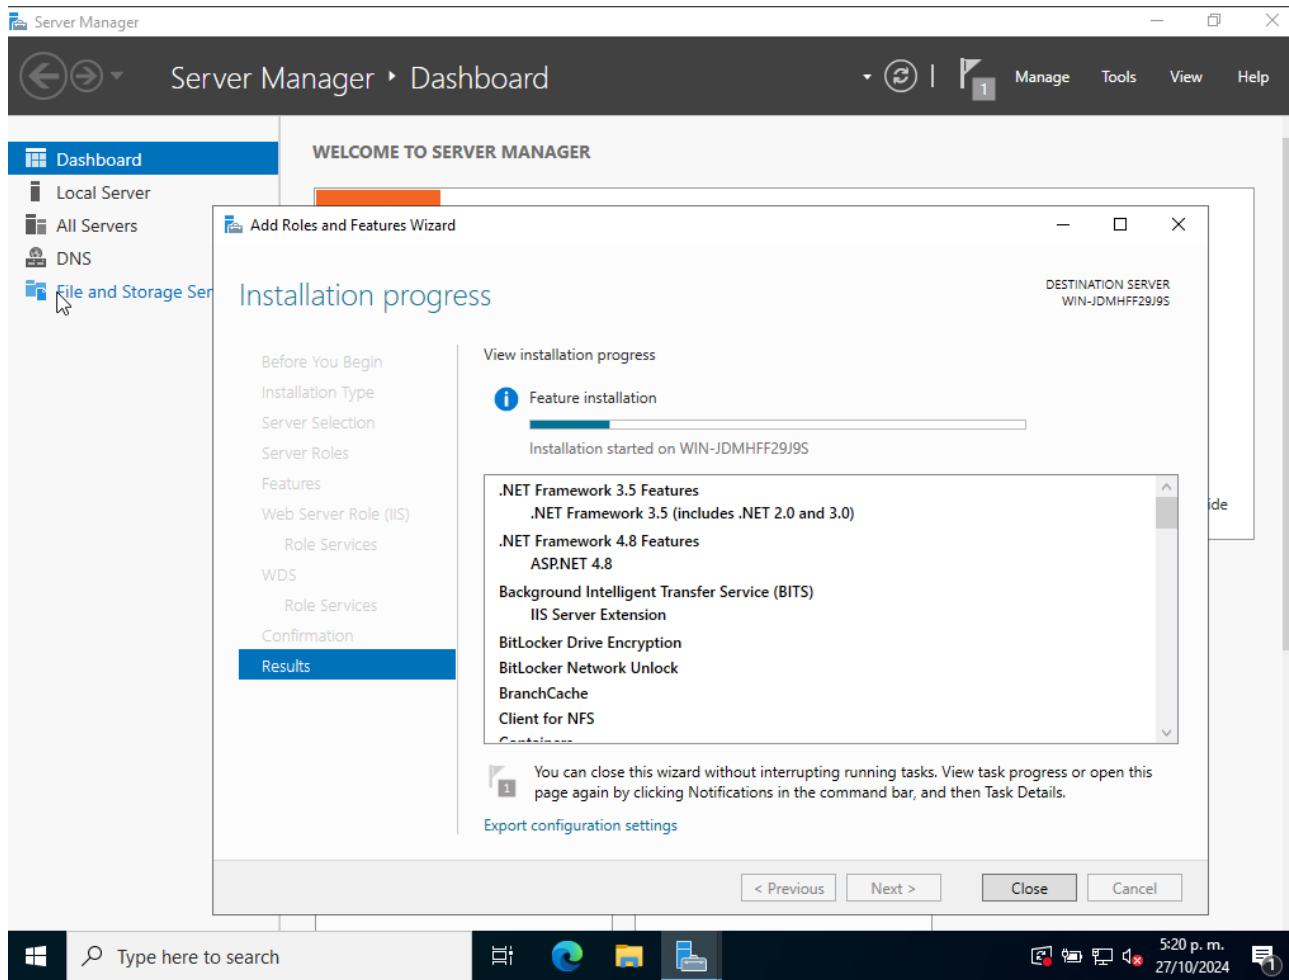 Server Manager
Server Manager • Dashboard
1
Manage Tools View Help
Dashboard
Local Server
All Servers
DNS
File and Storage Ser
WELCOME TO SERVER MANAGER
Add Roles and Features Wizard
Installation progress
DESTINATION SERVER
WIN-JDMHFF29J9S
Before You Begin
Installation Type
Server Selection
Server Roles
Features
Web Server Role (IIS)
Role Services
WDS
Role Services
Confirmation
Results
View installation progress
Feature installation
Installation started on WIN-JDMHFF29J9S
.NET Framework 3.5 Features
.NET Framework 3.5 (includes .NET 2.0 and 3.0)
.NET Framework 4.8 Features
ASP.NET 4.8
Background Intelligent Transfer Service (BITS)
IIS Server Extension
BitLocker Drive Encryption
BitLocker Network Unlock
BranchCache
Client for NFS
Containers
1
You can close this wizard without interrupting running tasks. View task progress or open this
page again by clicking Notifications in the command bar, and then Task Details.
Export configuration settings
< Previous Next > Close Cancel
ide
Type here to search
5:20 p. m.
27/10/2024
1